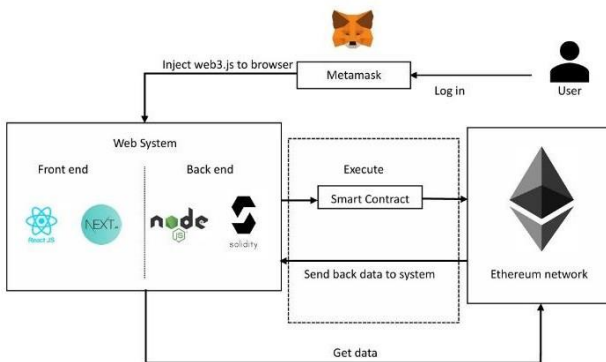 Inject web3.js to browser
Metamask
Log in
User
Web System
Front end
Back end
Execute
React JS
NEXT.JS
node
JS
solidity
Smart Contract
Send back data to system
Ethereum network
Get data